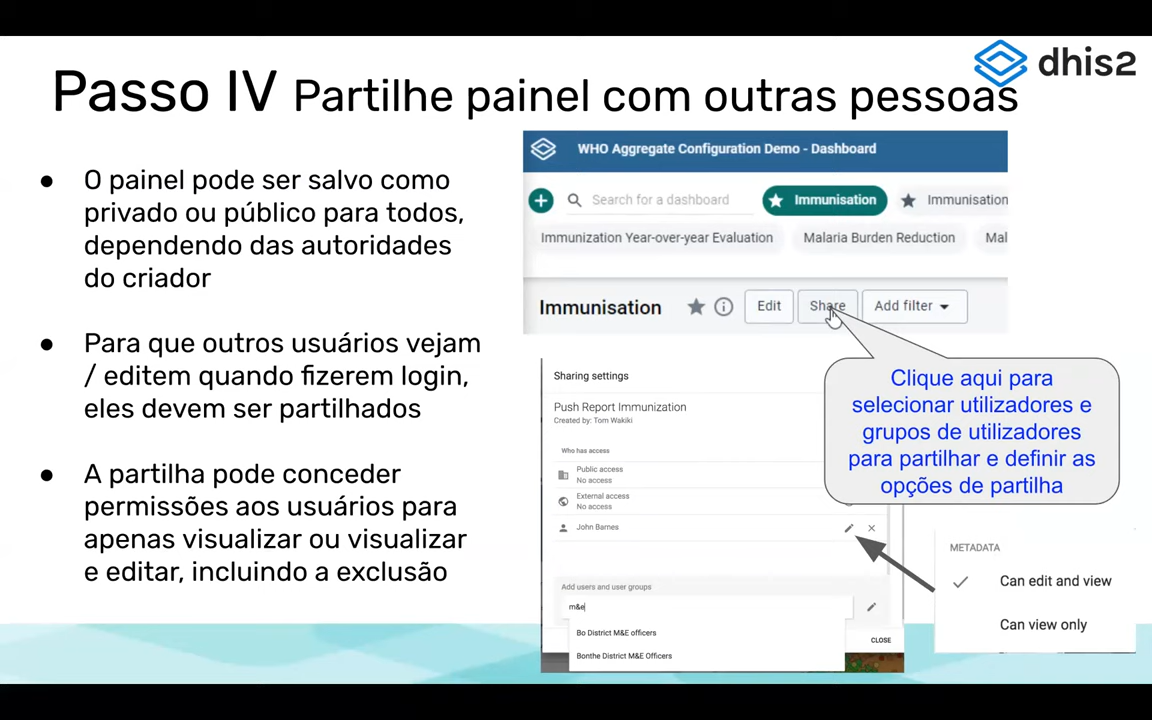 dhis2
Passo IV Partilhe painel com outras pessoas
● O painel pode ser salvo como
privado ou público para todos,
dependendo das autoridades
do criador
● Para que outros usuários vejam
/ editem quando fizerem login,
eles devem ser partilhados
● A partilha pode conceder
permissões aos usuários para
apenas visualizar ou visualizar
e editar, incluindo a exclusão
WHO Aggregate Configuration Demo - Dashboard
Search for a dashboard
Immunisation
Immunisation
Immunization Year-over-year Evaluation
Malaria Burden Reduction
Mal
Immunisation
Edit
Share
Add filter
Clique aqui para
selecionar utilizadores e
grupos de utilizadores
para partilhar e definir as
opções de partilha
Sharing settings
Push Report Immunization
Created by: Tom Wakiki
Who has access
Public access
No access
External access
No access
John Barnes
Add users and user groups
m&e
Bo District M&E officers
Bonthe District M&E Officers
CLOSE
METADATA
Can edit and view
Can view only